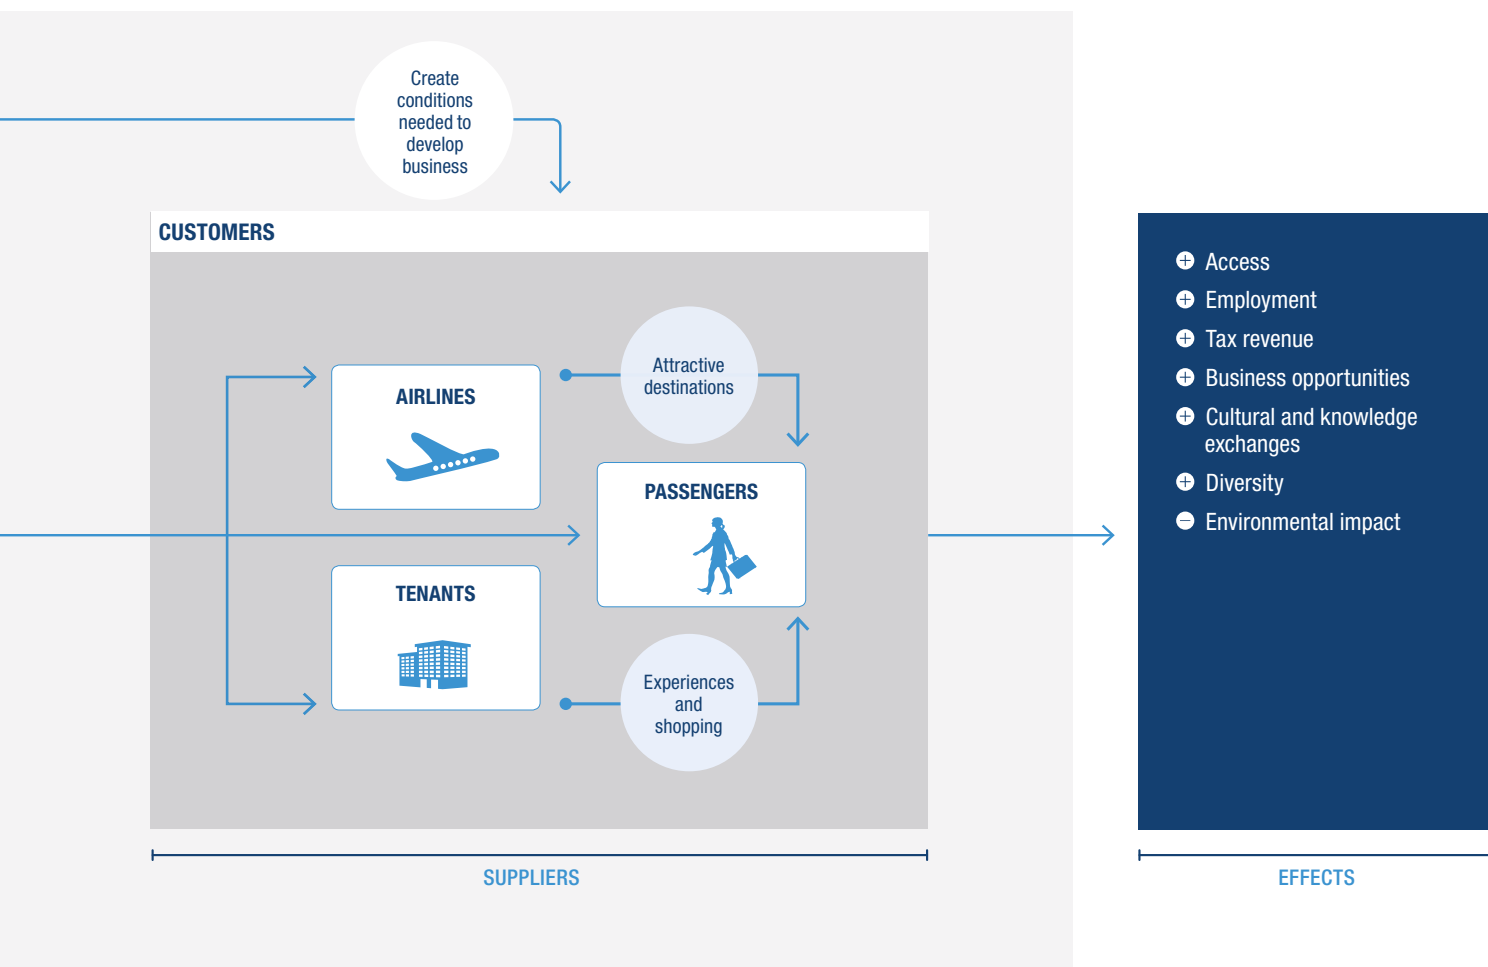 Create
conditions
needed to
develop
business
CUSTOMERS
AIRLINES
Attractive
destinations
PASSENGERS
TENANTS
Experiences
and
shopping
SUPPLIERS
Access
Employment
Tax revenue
Business opportunities
Cultural and knowledge
exchanges
Diversity
Environmental impact
EFFECTS